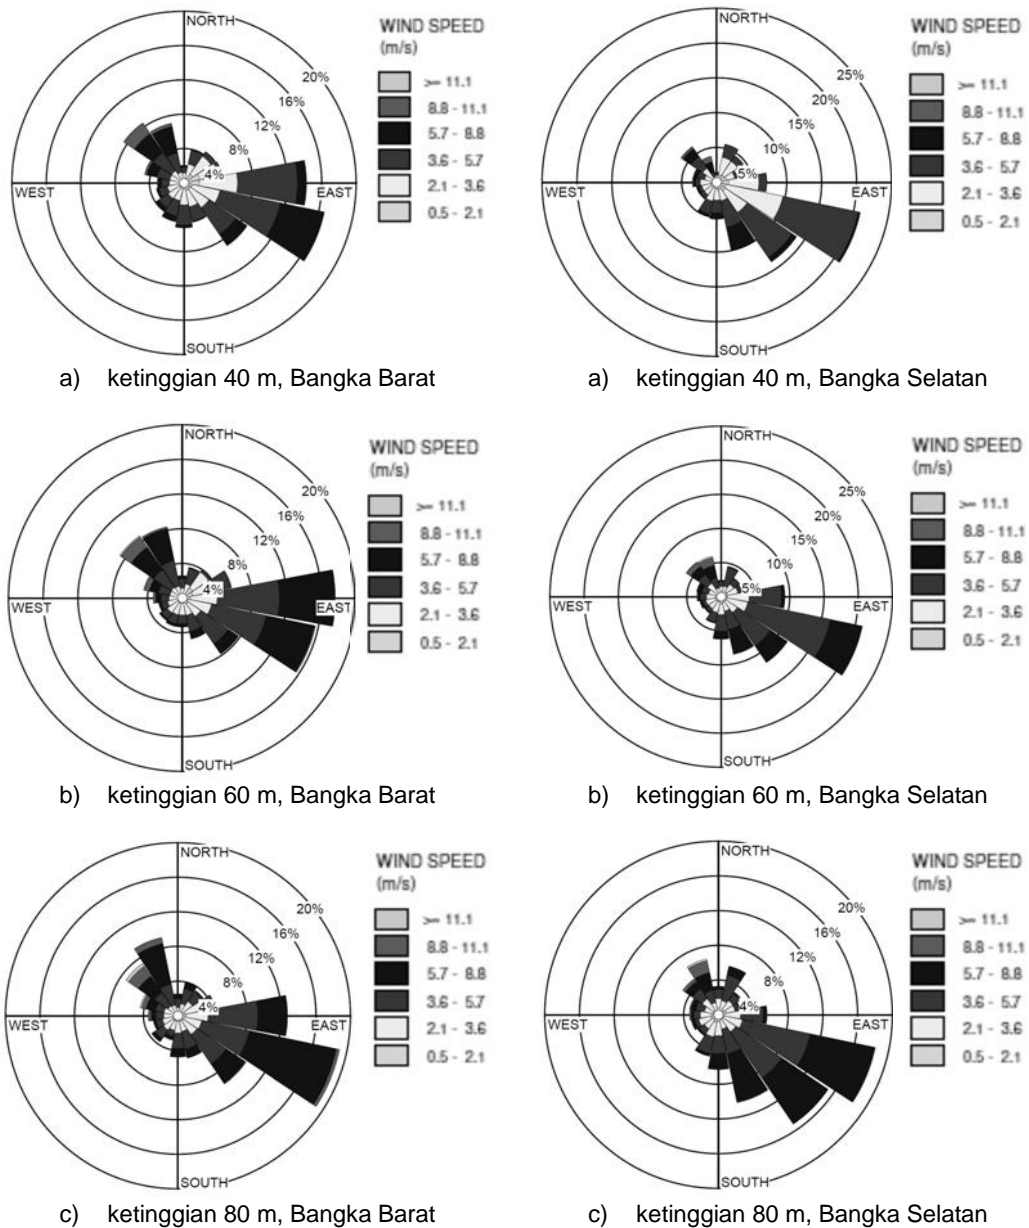 NORTH
WIND SPEED
(m/s)
20%
16%
12%
8%
4%
WEST
EAST
SOUTH
>= 11.1
8.8 - 11.1
5.7 - 8.8
3.6 - 5.7
2.1 - 3.6
0.5 - 2.1
a) ketinggian 40 m, Bangka Barat
NORTH
WIND SPEED
(m/s)
25%
20%
15%
10%
5%
WEST
EAST
SOUTH
>= 11.1
8.8 - 11.1
5.7 - 8.8
3.6 - 5.7
2.1 - 3.6
0.5 - 2.1
a) ketinggian 40 m, Bangka Selatan
NORTH
WIND SPEED
(m/s)
20%
16%
12%
8%
4%
WEST
EAST
SOUTH
>= 11.1
8.8 - 11.1
5.7 - 8.8
3.6 - 5.7
2.1 - 3.6
0.5 - 2.1
b) ketinggian 60 m, Bangka Barat
NORTH
WIND SPEED
(m/s)
25%
20%
15%
10%
5%
WEST
EAST
SOUTH
>= 11.1
8.8 - 11.1
5.7 - 8.8
3.6 - 5.7
2.1 - 3.6
0.5 - 2.1
b) ketinggian 60 m, Bangka Selatan
NORTH
WIND SPEED
(m/s)
20%
16%
12%
8%
4%
WEST
EAST
SOUTH
>= 11.1
8.8 - 11.1
5.7 - 8.8
3.6 - 5.7
2.1 - 3.6
0.5 - 2.1
c) ketinggian 80 m, Bangka Barat
NORTH
WIND SPEED
(m/s)
20%
16%
12%
8%
4%
WEST
EAST
SOUTH
>= 11.1
8.8 - 11.1
5.7 - 8.8
3.6 - 5.7
2.1 - 3.6
0.5 - 2.1
c) ketinggian 80 m, Bangka Selatan